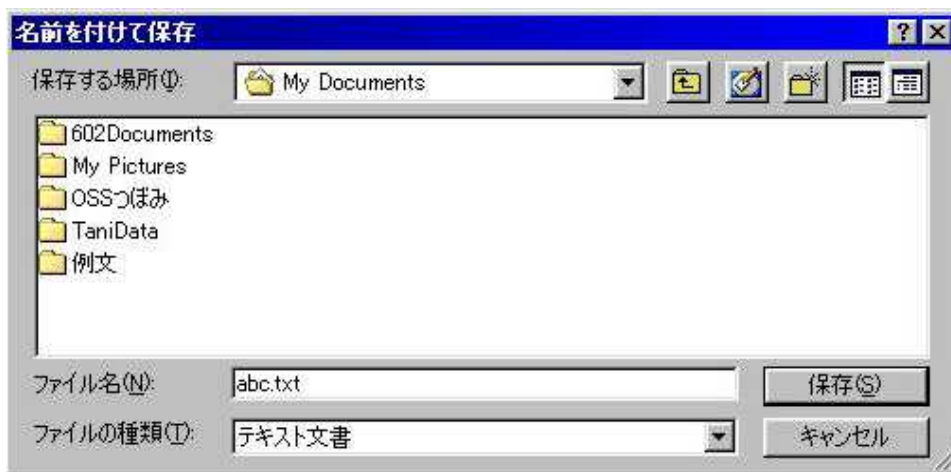 名前を付けて保存
保存する場所(I): My Documents
602Documents
My Pictures
OSSつぼみ
TaniData
例文
ファイル名(N): abc.txt 保存(S)
ファイルの種類(T): テキスト文書 キャンセル